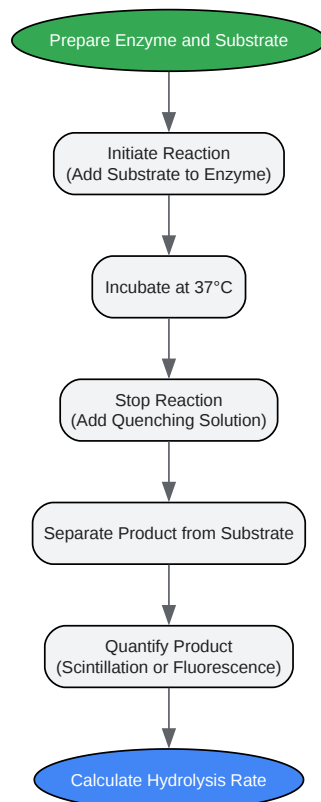 Prepare Enzyme and Substrate
Initiate Reaction
(Add Substrate to Enzyme)
Incubate at 37°C
Stop Reaction
(Add Quenching Solution)
Separate Product from Substrate
Quantify Product
(Scintillation or Fluorescence)
Calculate Hydrolysis Rate